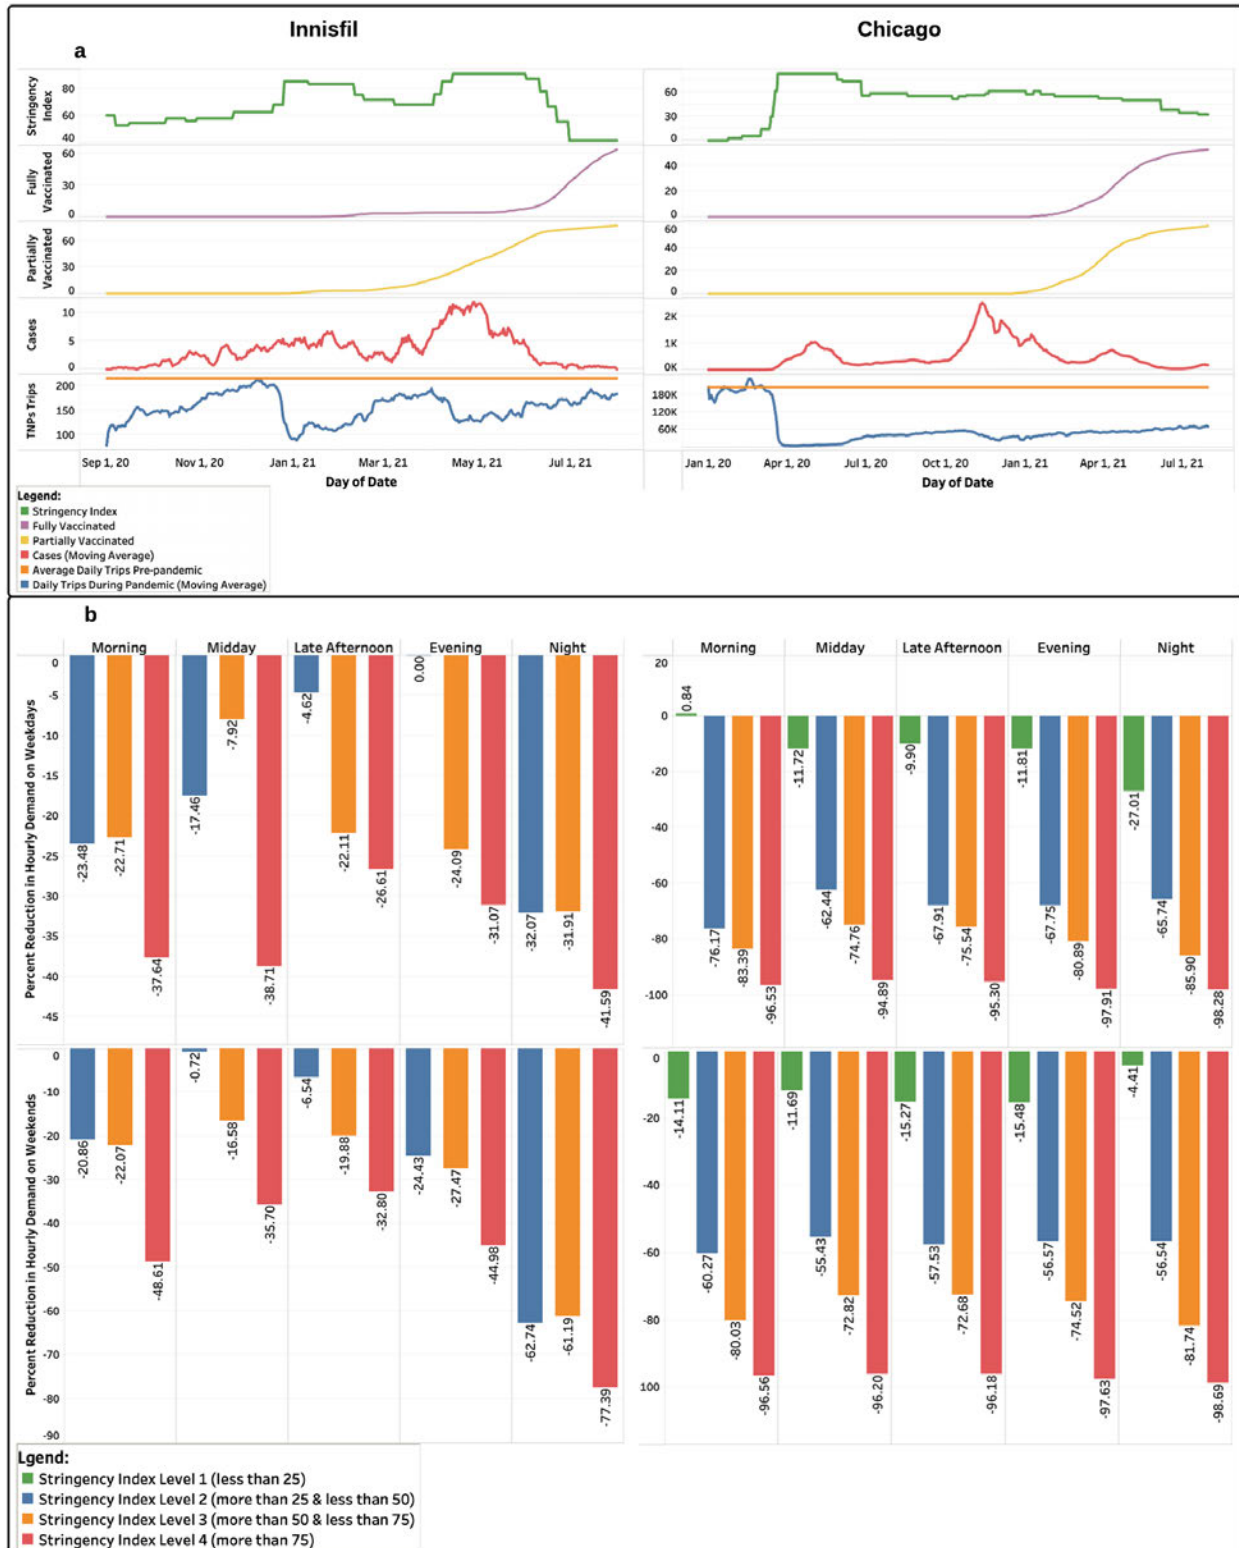 Innisfil
Chicago
a
Stringency Index
80
60
40
60
30
0
Fully Vaccinated
60
30
0
40
20
0
Partially Vaccinated
60
30
0
60
40
20
0
Cases
10
5
0
2K
1K
0
TNPs Trips
200
150
100
180K
120K
60K
Sep 1, 20 Nov 1, 20 Jan 1, 21 Mar 1, 21 May 1, 21 Jul 1, 21
Day of Date
Jan 1, 20 Apr 1, 20 Jul 1, 20 Oct 1, 20 Jan 1, 21 Apr 1, 21 Jul 1, 21
Day of Date
Legend:
Stringency Index
Fully Vaccinated
Partially Vaccinated
Cases (Moving Average)
Average Daily Trips Pre-pandemic
Daily Trips During Pandemic (Moving Average)
b
Morning Midday Late Afternoon Evening Night
Percent Reduction in Hourly Demand on Weekdays
0
-5
-10
-15
-20
-25
-30
-35
-40
-45
-23.48 -22.71 -37.64
-17.46 -7.92 -38.71
-4.62 -22.11 -26.61
0.00 -24.09 -31.07
-32.07 -31.91 -41.59
Morning Midday Late Afternoon Evening Night
20
0
-20
-40
-60
-80
-100
0.84 -76.17 -83.39 -96.53
-11.72 -62.44 -74.76 -94.89
-9.90 -67.91 -75.54 -95.30
-11.81 -67.75 -80.89 -97.91
-27.01 -65.74 -85.90 -98.28
Percent Reduction in Hourly Demand on Weekends
0
-10
-20
-30
-40
-50
-60
-70
-80
-90
-20.86 -22.07 -48.61
-0.72 -16.58 -35.70
-6.54 -19.88 -32.80
-24.43 -27.47 -44.98
-62.74 -61.19 -77.39
0
-20
-40
-60
-80
100
-14.11 -60.27 -80.03 -96.56
-11.69 -55.43 -72.82 -96.20
-15.27 -57.53 -72.68 -96.18
-15.48 -56.57 -74.52 -97.63
-4.41 -56.54 -81.74 -98.69
Lgend:
Stringency Index Level 1 (less than 25)
Stringency Index Level 2 (more than 25 & less than 50)
Stringency Index Level 3 (more than 50 & less than 75)
Stringency Index Level 4 (more than 75)